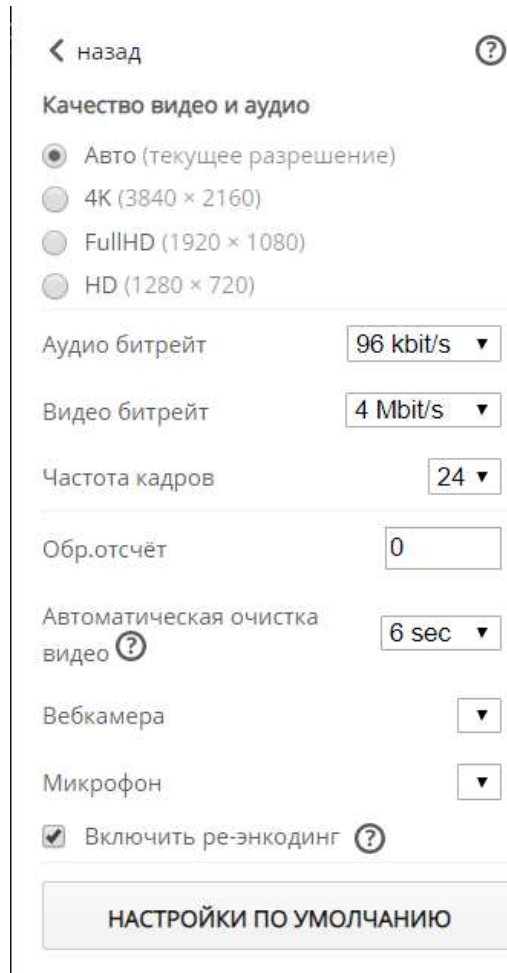 назад
Качество видео и аудио
Авто (текущее разрешение)
4K (3840 × 2160)
FullHD (1920 × 1080)
HD (1280 × 720)
Аудио битрейт 96 kbit/s
Видео битрейт 4 Mbit/s
Частота кадров 24
Обр.отсчёт 0
Автоматическая очистка
видео ? 6 sec
Вебкамера
Микрофон
Включить ре-энкодинг ?
НАСТРОЙКИ ПО УМОЛЧАНИЮ